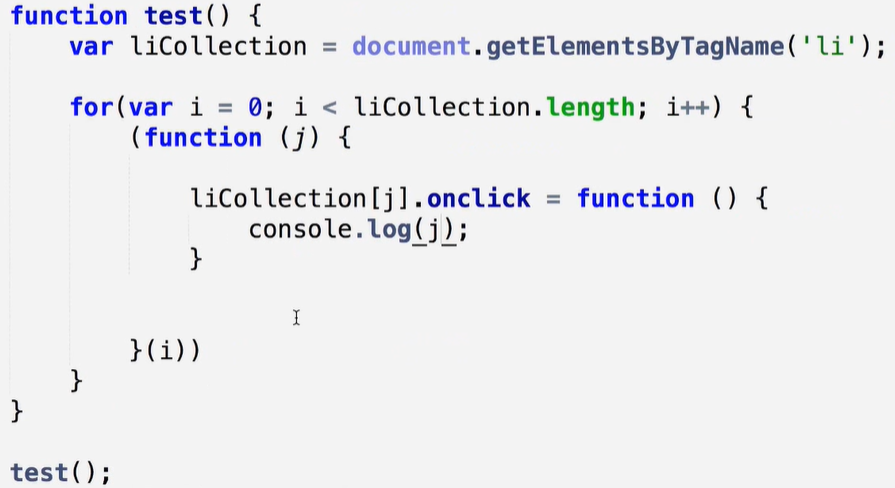 function test() {
    var liCollection = document.getElementsByTagName('li');
    for(var i = 0; i < liCollection.length; i++) {
        (function (j) {
            liCollection[j].onclick = function () {
                console.log(j);
            }
        }(i))
    }
}
test();